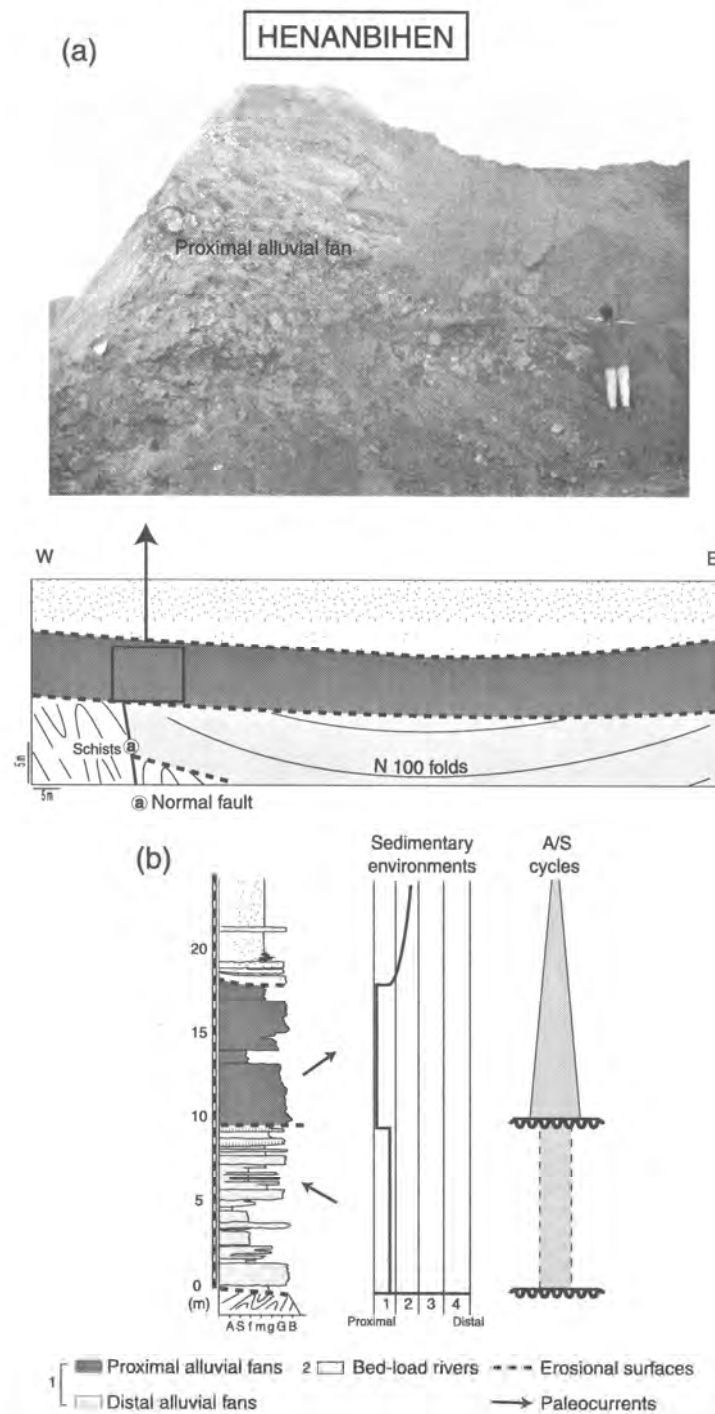 HENANBIHEN
(a)
Proximal alluvial fan
W
E
Schists
a
N 100 folds
5m
5m
a Normal fault
(b)
Sedimentary environments
A/S cycles
20
15
10
5
0
(m)
A S f m g G B
1 2 3 4
Proximal Distal
1 Proximal alluvial fans
2 Bed-load rivers
Erosional surfaces
Distal alluvial fans
Paleocurrents